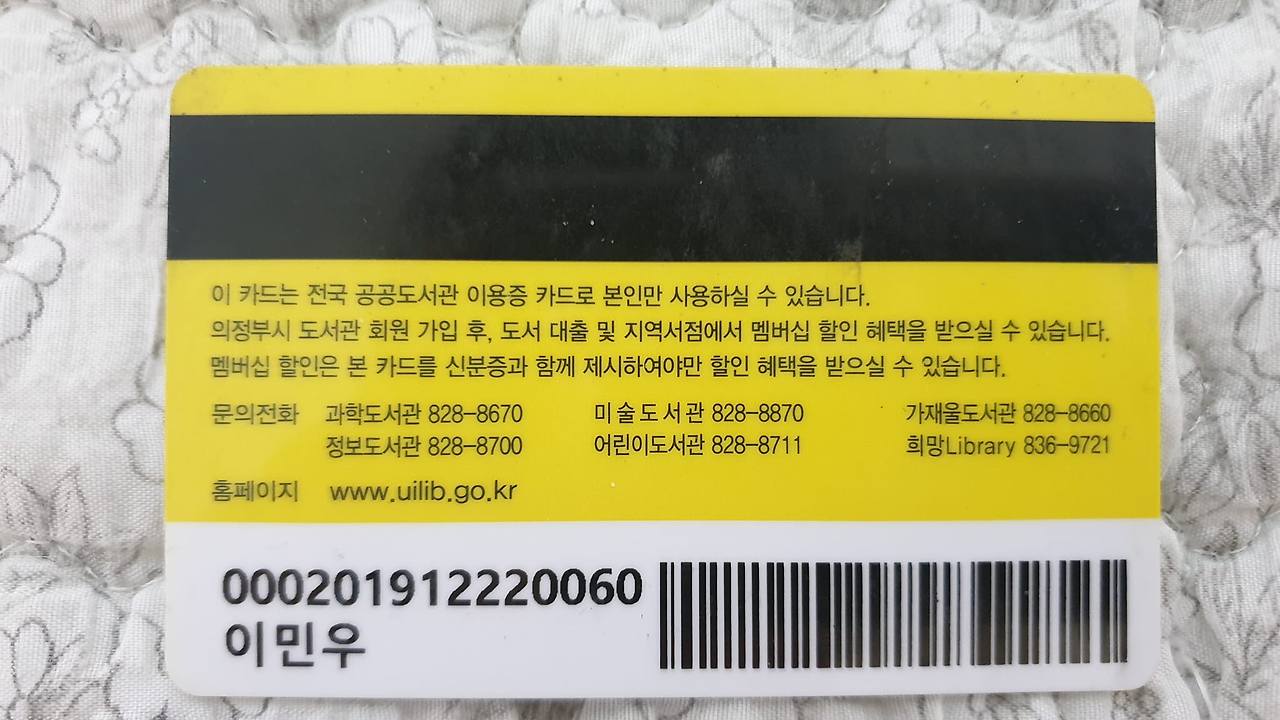 이 카드는 전국 공공도서관 이용증 카드로 본인만 사용하실 수 있습니다.
의정부시 도서관 회원 가입 후, 도서 대출 및 지역서점에서 멤버십 할인 혜택을 받으실 수 있습니다.
멤버십 할인은 본 카드를 신분증과 함께 제시하여야만 할인 혜택을 받으실 수 있습니다.
문의전화 과학도서관 828-8670 미술도서관 828-8870 가재울도서관 828-8660
정보도서관 828-8700 어린이도서관 828-8711 희망Library 836-9721
홈페이지 www.uilib.go.kr
000201912220060
이민우